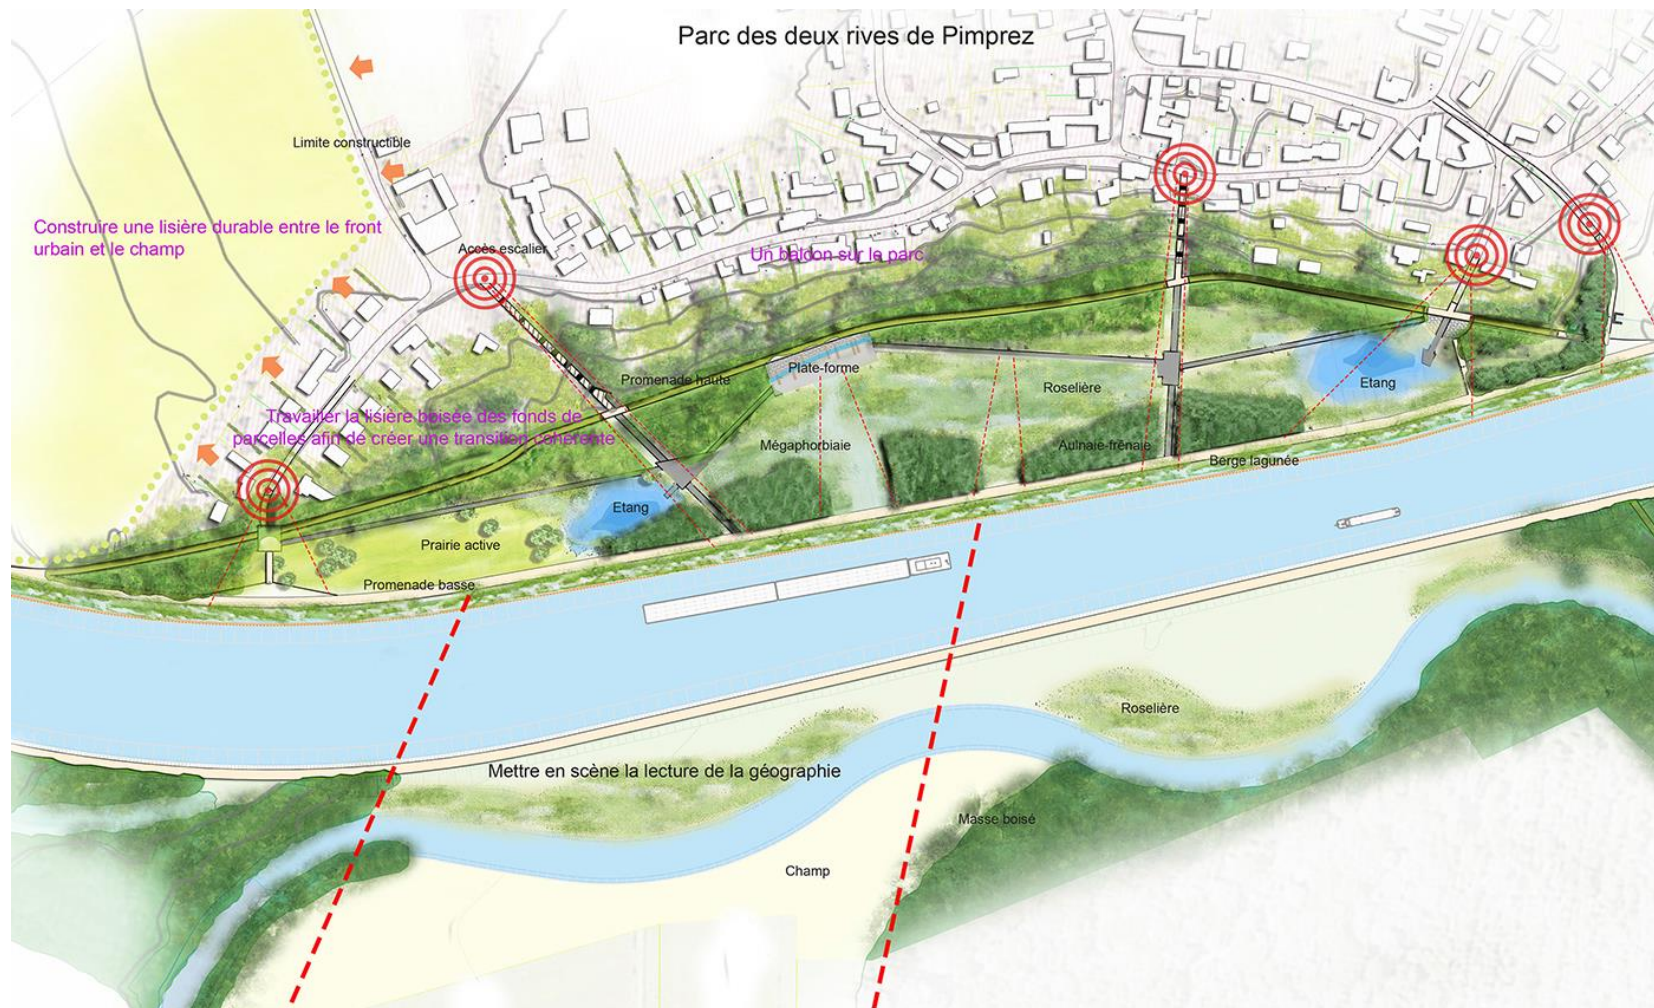 Parc des deux rives de Pimprez
Limite constructible
Construire une lisière durable entre le front
urbain et le champ
Accès escalier
Un balcon sur le parc
Plate-forme
Promenade haute
Roselière
Etang
Travailler la lisière boisée des fonds de
parcelles afin de créer une transition cohérente
Mégaphorbiaie
Aulnaie-frênaie
Berge lagunée
Etang
Prairie active
Promenade basse
Roselière
Mettre en scène la lecture de la géographie
Masse boisé
Champ